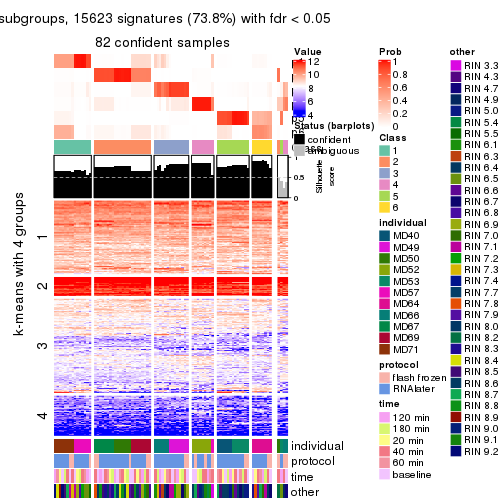 subgroups, 15623 signatures (73.8%) with fdr < 0.05
82 confident samples
k-means with 4 groups
1
2
3
4
1
0.5
0
Silhouette
score
individual
protocol
time
other
Value
12
10
8
6
4
Status (barplots)
confident
ambiguous
Prob
1
0.8
0.6
0.4
0.2
0
Class
1
2
3
4
5
6
individual
MD40
MD49
MD50
MD52
MD53
MD57
MD64
MD66
MD67
MD69
MD71
protocol
flash frozen
RNAlater
time
120 min
180 min
20 min
40 min
60 min
baseline
other
RIN 3.3
RIN 4.3
RIN 4.7
RIN 4.9
RIN 5.0
RIN 5.4
RIN 5.5
RIN 6.1
RIN 6.3
RIN 6.4
RIN 6.5
RIN 6.6
RIN 6.7
RIN 6.8
RIN 6.9
RIN 7.0
RIN 7.1
RIN 7.2
RIN 7.3
RIN 7.4
RIN 7.7
RIN 7.8
RIN 7.9
RIN 8.0
RIN 8.2
RIN 8.3
RIN 8.4
RIN 8.5
RIN 8.6
RIN 8.7
RIN 8.8
RIN 8.9
RIN 9.0
RIN 9.1
RIN 9.2